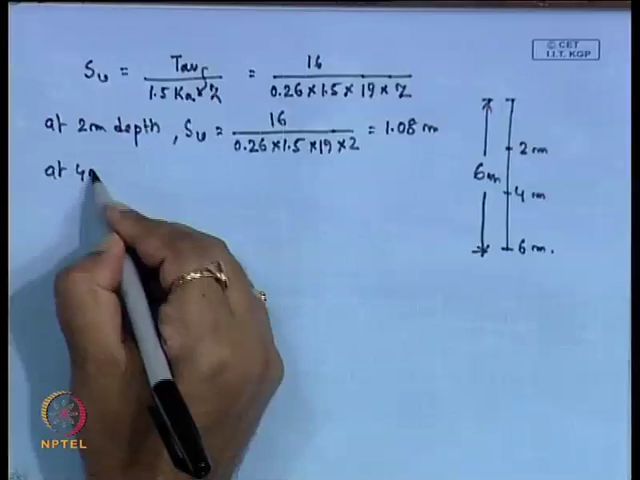 © CET
I.I.T. KGP
Sv = Tavg / 1.5 Ka γ Z = 16 / 0.26 × 1.5 × 19 × Z
at 2m depth, Sv = 16 / 0.26 × 1.5 × 19 × 2 = 1.08 m
at 4
6m
2 m
4 m
6 m.
NPTEL